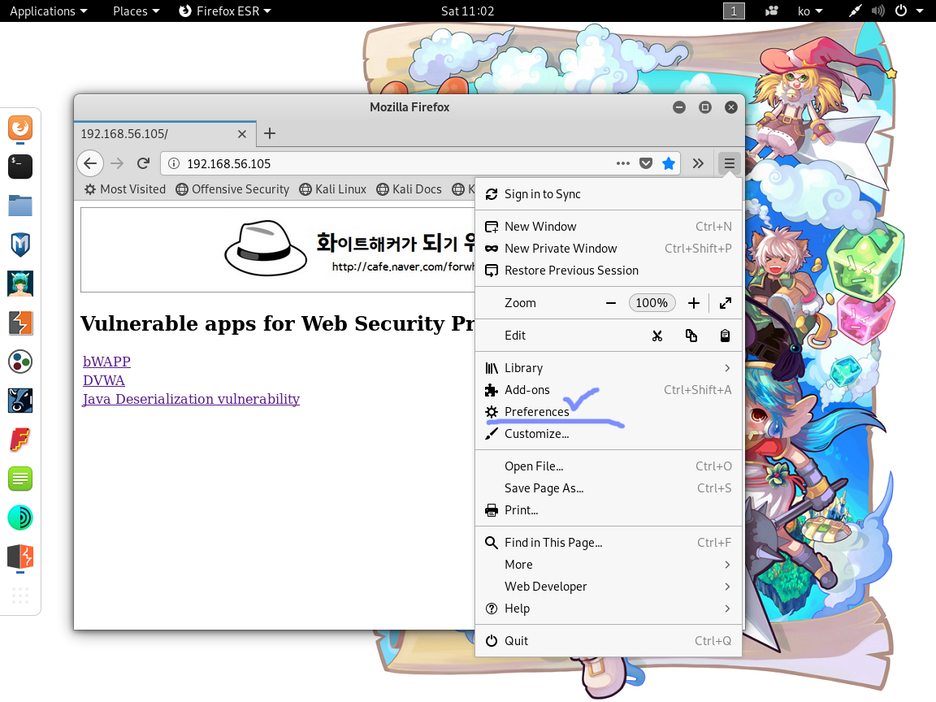 Applications Places Firefox ESR Sat 11:02 1 ko
Mozilla Firefox
192.168.56.105/
192.168.56.105
Most Visited Offensive Security Kali Linux Kali Docs K
화이트해커가 되기 위
http://cafe.naver.com/forwh
Vulnerable apps for Web Security Pr
bWAPP
DVWA
Java Deserialization vulnerability
Sign in to Sync
New Window Ctrl+N
New Private Window Ctrl+Shift+P
Restore Previous Session
Zoom − 100% +
Edit
Library
Add-ons Ctrl+Shift+A
Preferences
Customize...
Open File... Ctrl+O
Save Page As... Ctrl+S
Print...
Find in This Page... Ctrl+F
More
Web Developer
Help
Quit Ctrl+Q